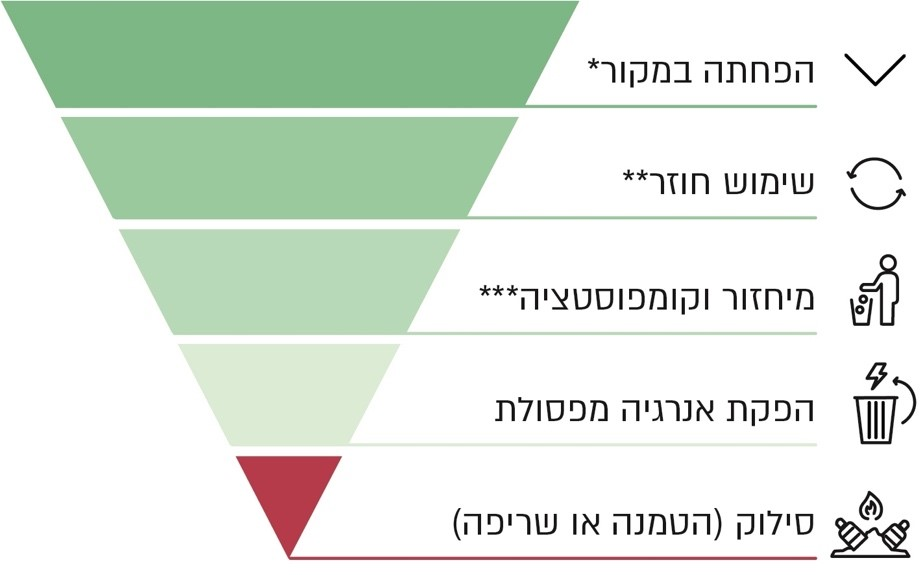 הפחתה במקור*
שימוש חוזר**
מיחזור וקומפוסטציה***
הפקת אנרגיה מפסולת
סילוק (הטמנה או שריפה)